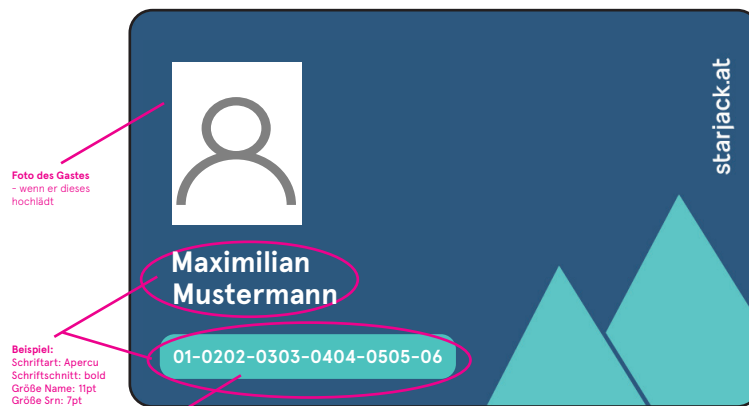 starjack.at
Foto des Gastes
- wenn er dieses
hochlädt
Maximilian
Mustermann
Beispiel:
Schriftart: Apercu
Schriftschnitt: bold
Größe Name: 11pt
Größe Srn: 7pt
01-0202-0303-0404-0505-06